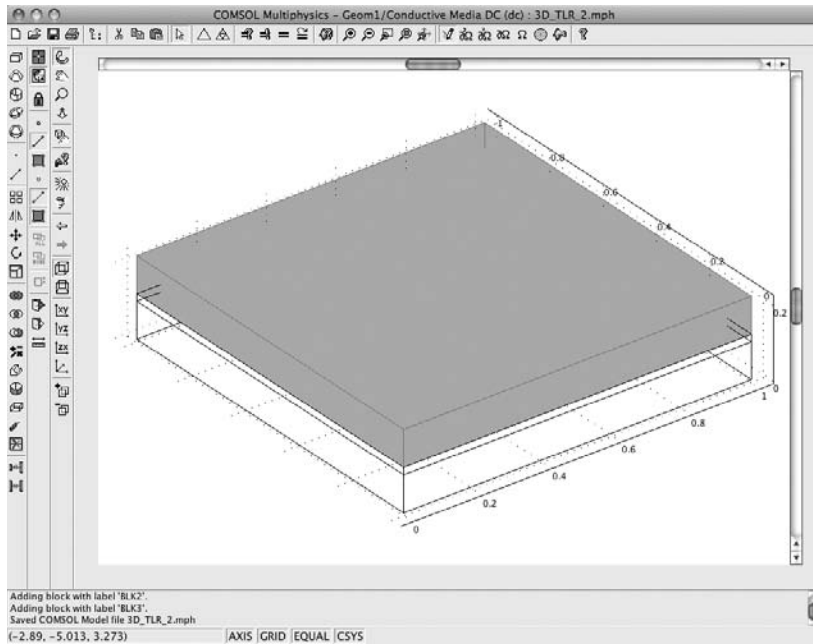 COMSOL Multiphysics - Geom1/Conductive Media DC (dc) : 3D_TLR_2.mph
-1
0.8
0.6
0.4
0.2
0
0.2
0
1
0.8
0.6
0.4
0.2
0
Adding block with label 'BLK2'.
Adding block with label 'BLK3'.
Saved COMSOL Model file 3D_TLR_2.mph
(-2.89, -5.013, 3.273) AXIS GRID EQUAL CSYS